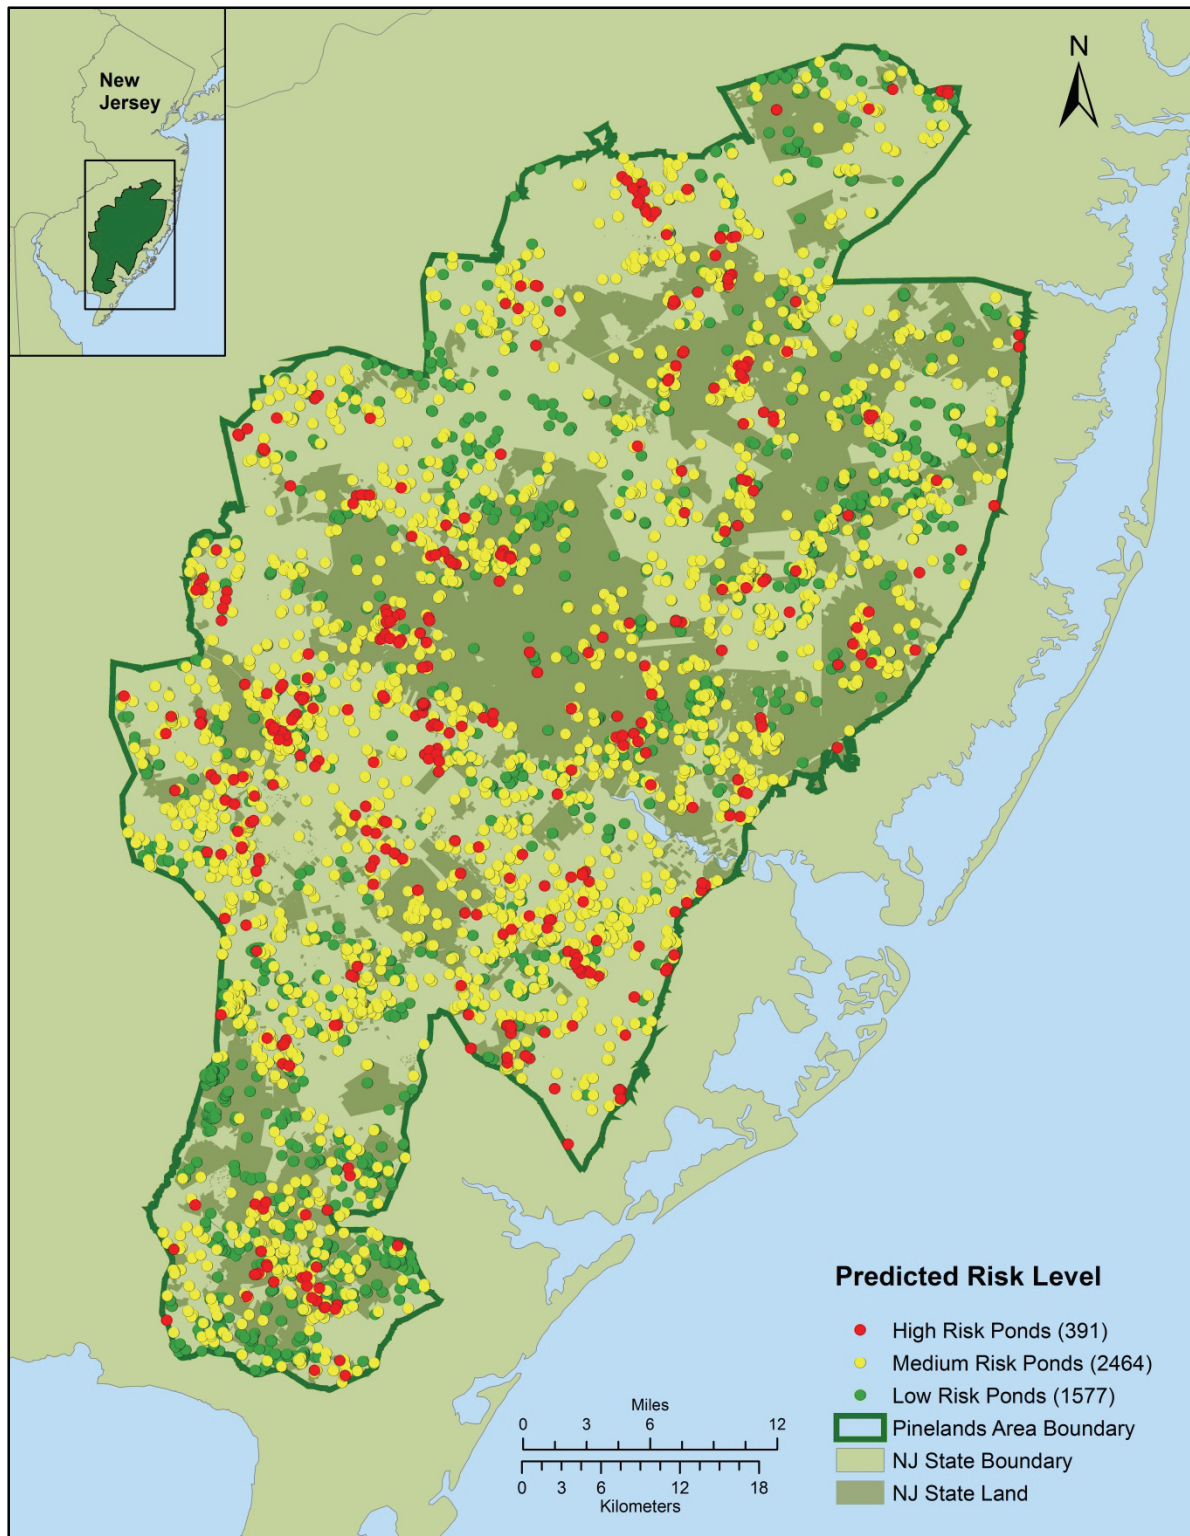 New
Jersey
N
Predicted Risk Level
High Risk Ponds (391)
Medium Risk Ponds (2464)
Low Risk Ponds (1577)
Pinelands Area Boundary
NJ State Boundary
NJ State Land
Miles
0 3 6 12
0 3 6 12 18
Kilometers